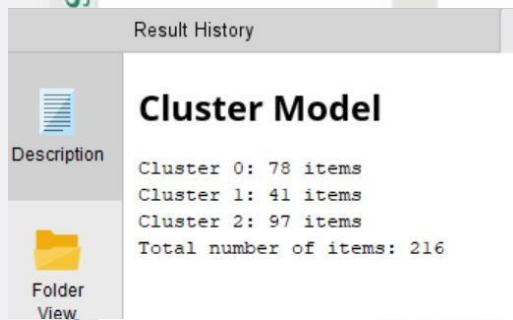 Result History
Cluster Model
Description
Cluster 0: 78 items
Cluster 1: 41 items
Cluster 2: 97 items
Total number of items: 216
Folder
View